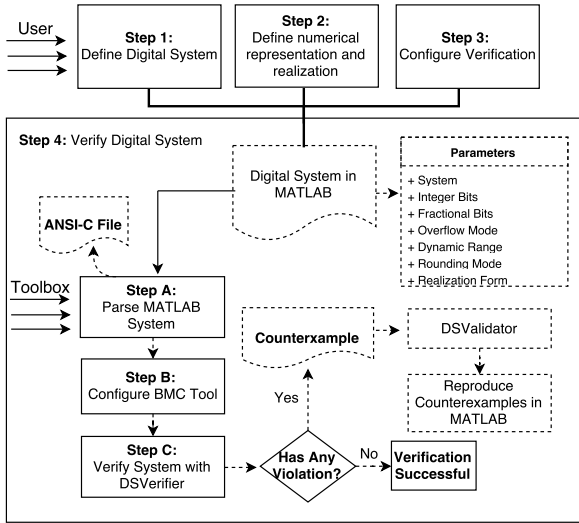 User
Step 1:
Define Digital System
Step 2:
Define numerical
representation and
realization
Step 3:
Configure Verification
Step 4: Verify Digital System
Digital System in
MATLAB
Parameters
+ System
+ Integer Bits
+ Fractional Bits
+ Overflow Mode
+ Dynamic Range
+ Rounding Mode
+ Realization Form
ANSI-C File
Toolbox
Step A:
Parse MATLAB
System
Step B:
Configure BMC Tool
Step C:
Verify System with
DSVerifier
Has Any
Violation?
Yes
No
Counterxample
DSValidator
Reproduce
Counterexamples in
MATLAB
Verification
Successful